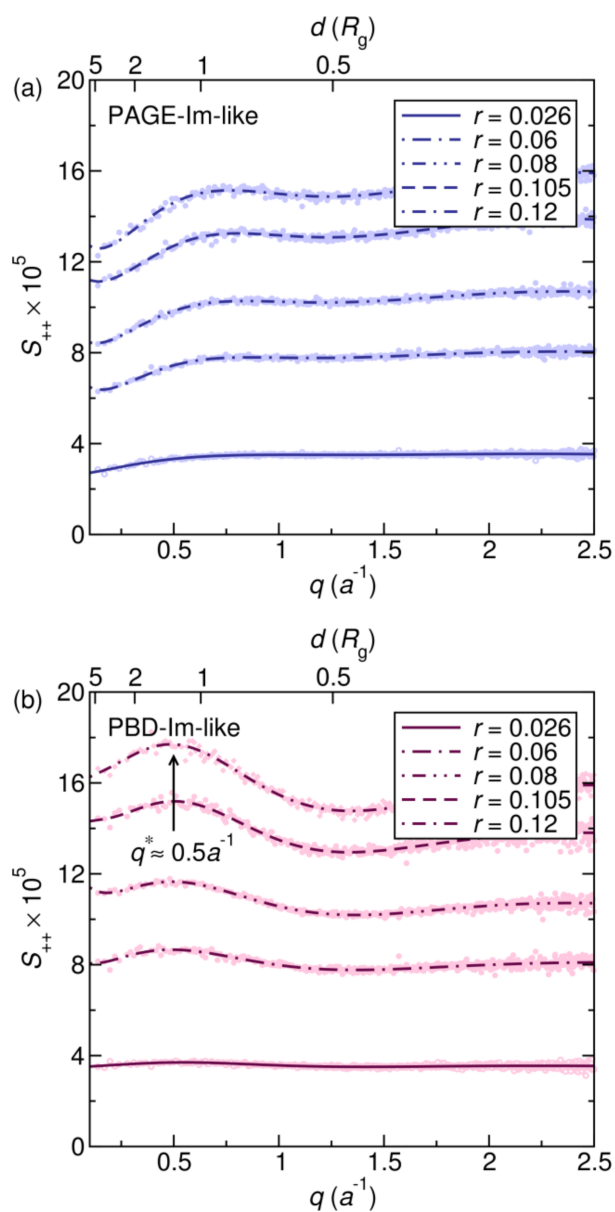 d (Rg)
5 2 1 0.5
(a)
20
PAGE-Im-like
r = 0.026
r = 0.06
r = 0.08
r = 0.105
r = 0.12
16
12
8
4
0
S++ × 10^5
0.5 1 1.5 2 2.5
q (a^-1)
d (Rg)
5 2 1 0.5
(b)
20
PBD-Im-like
r = 0.026
r = 0.06
r = 0.08
r = 0.105
r = 0.12
q* ≈ 0.5a^-1
16
12
8
4
0
S++ × 10^5
0.5 1 1.5 2 2.5
q (a^-1)